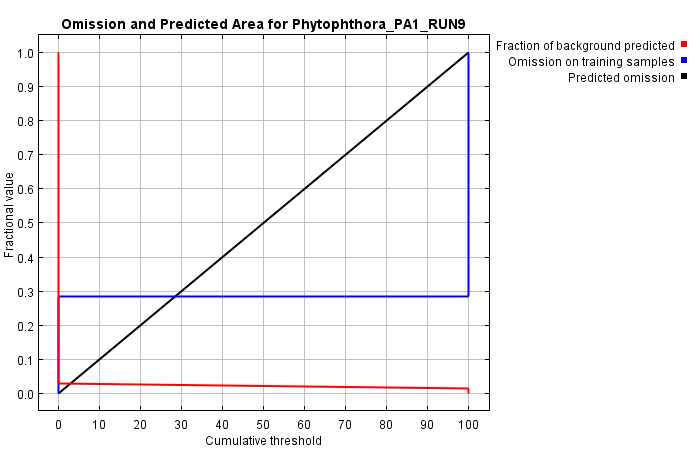 Omission and Predicted Area for Phytophthora_PA1_RUN9
Fraction of background predicted
Omission on training samples
Predicted omission
Fractional value
1.0
0.9
0.8
0.7
0.6
0.5
0.4
0.3
0.2
0.1
0.0
0 10 20 30 40 50 60 70 80 90 100
Cumulative threshold